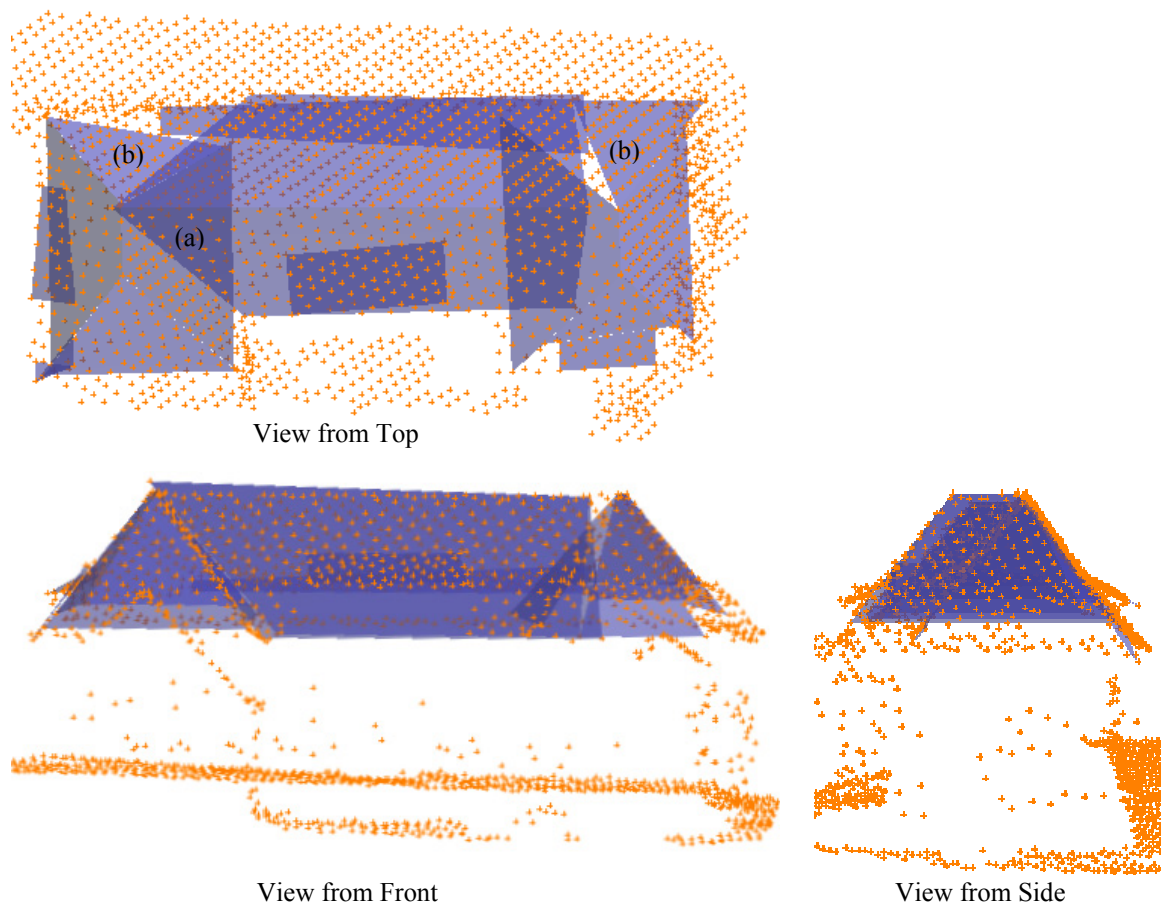 (b)
(b)
(a)
View from Top
View from Front
View from Side